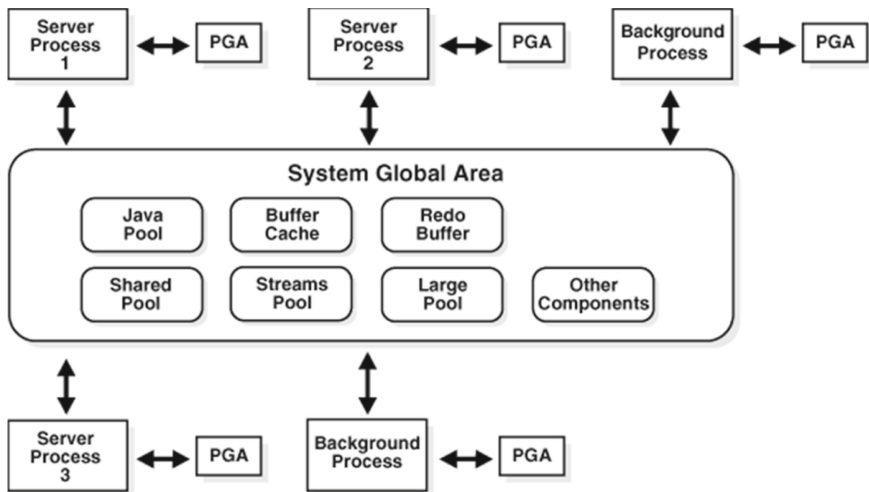 Server
Process
1
PGA
Server
Process
2
PGA
Background
Process
PGA
System Global Area
Java
Pool
Buffer
Cache
Redo
Buffer
Shared
Pool
Streams
Pool
Large
Pool
Other
Components
Server
Process
3
PGA
Background
Process
PGA